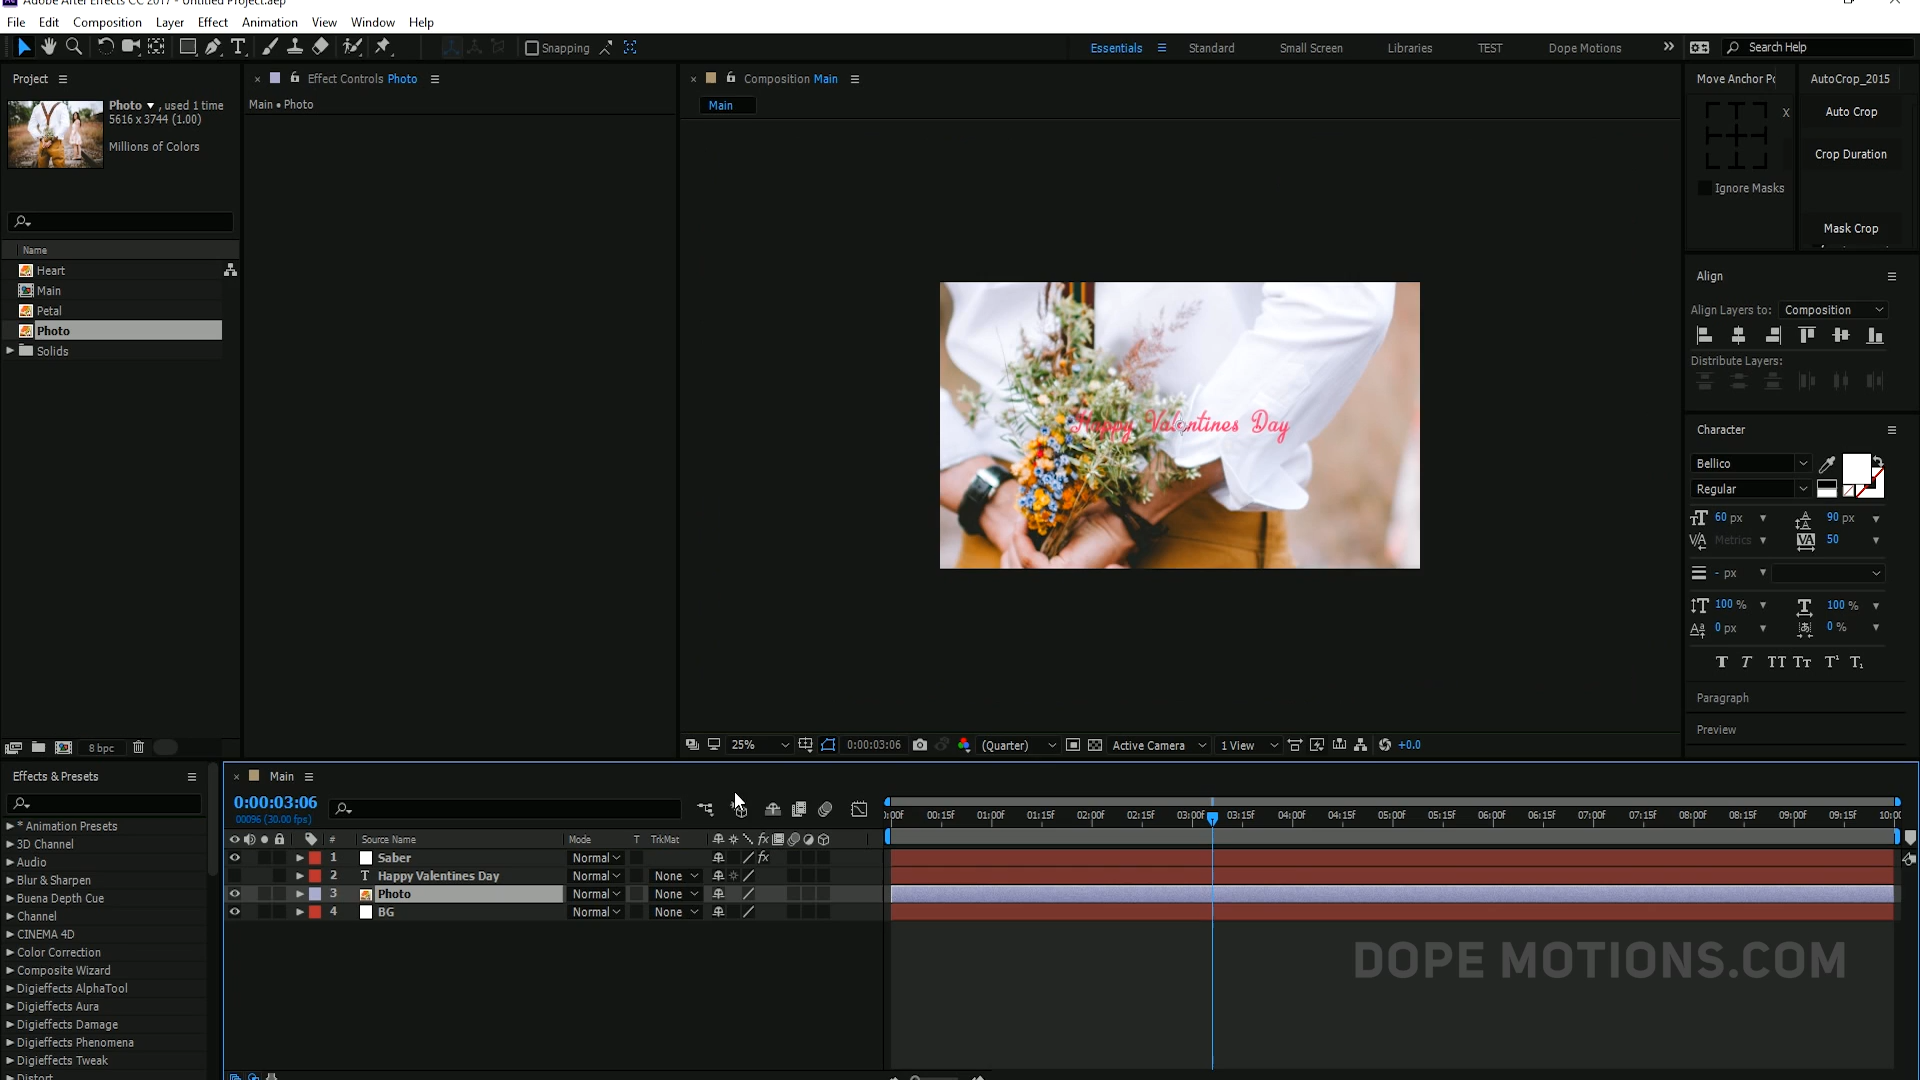 Adobe After Effects CC 2017 - Untitled Project.aep
File Edit Composition Layer Effect Animation View Window Help
Snapping
Essentials Standard Small Screen Libraries TEST Dope Motions
Search Help
Project
Effect Controls Photo
Composition Main
Move Anchor Po
AutoCrop_2015
Photo , used 1 time
5616 x 3744 (1.00)
Millions of Colors
Main • Photo
Main
X
Auto Crop
Crop Duration
Ignore Masks
Mask Crop
Name
Heart
Main
Petal
Photo
Solids
Happy Valentines Day
Align
Align Layers to: Composition
Distribute Layers:
Character
Bellico
Regular
60 px 90 px
Metrics 50
- px
100 % 100 %
0 px 0 %
T T TT Tт T¹ T₁
Paragraph
Preview
8 bpc
25% 0:00:03:06 (Quarter) Active Camera 1 View +0.0
Effects & Presets
* Animation Presets
3D Channel
Audio
Blur & Sharpen
Buena Depth Cue
Channel
CINEMA 4D
Color Correction
Composite Wizard
Digieffects AlphaTool
Digieffects Aura
Digieffects Damage
Digieffects Phenomena
Digieffects Tweak
Distort
Main
0:00:03:06
00096 (30.00 fps)
):00f 00:15f 01:00f 01:15f 02:00f 02:15f 03:00f 03:15f 04:00f 04:15f 05:00f 05:15f 06:00f 06:15f 07:00f 07:15f 08:00f 08:15f 09:00f 09:15f 10:0
# Source Name Mode T TrkMat fx
1 Saber Normal fx
2 T Happy Valentines Day Normal None
3 Photo Normal None
4 BG Normal None
DOPE MOTIONS.COM